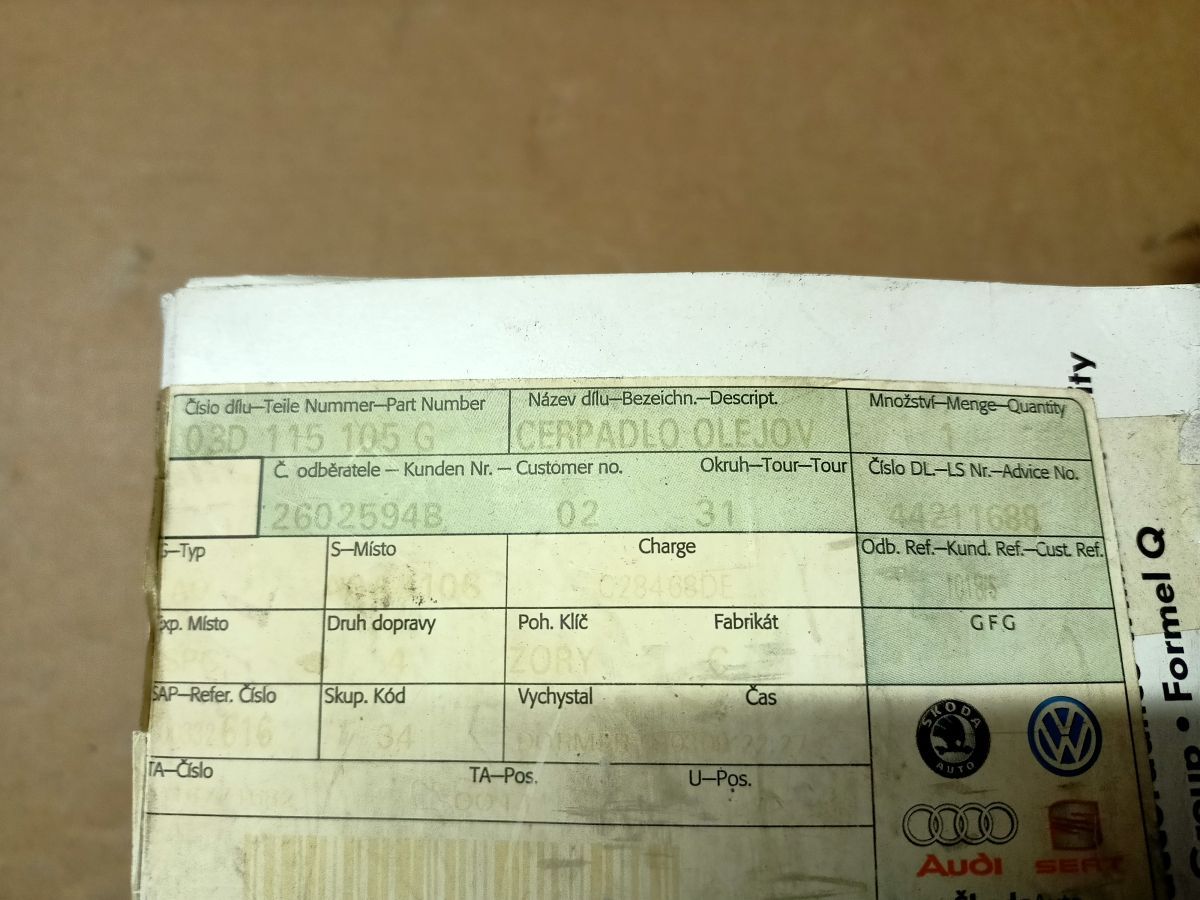 Číslo dílu—Teile Nummer—Part Number
03D 115 105 G
Název dílu—Bezeichn.—Descript.
CERPADLO OLEJOV
Množství—Menge—Quantity
1
Č. odběratele — Kunden Nr. — Customer no.
Okruh—Tour—Tour
2602594B 02 31
Číslo DL.—LS Nr.—Advice No.
44211688
S—Místo
Charge
Odb. Ref.—Kund. Ref.—Cust. Ref.
Místo
Druh dopravy
4
Poh. Klíč
ZORY
Fabrikát
C
GFG
SAP—Refer. Číslo
Skup. Kód
34
Vychystal
Čas
TA—Číslo
TA—Pos.
U—Pos.
ŠKODA
AUTO
Audi
SEAT
ity
Formel Q